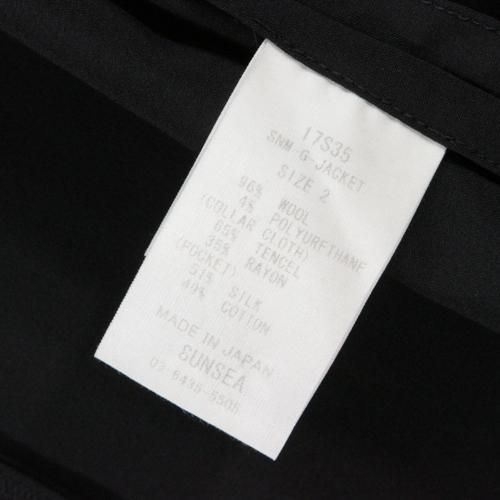 17S35
SNM-G-JACKET
SIZE 2
96% WOOL
4% POLYURETHANE
(COLLAR CLOTH)
65% TENCEL
35% RAYON
(POCKET)
51% SILK
49% COTTON
MADE IN JAPAN
SUNSEA
03-6435-5505